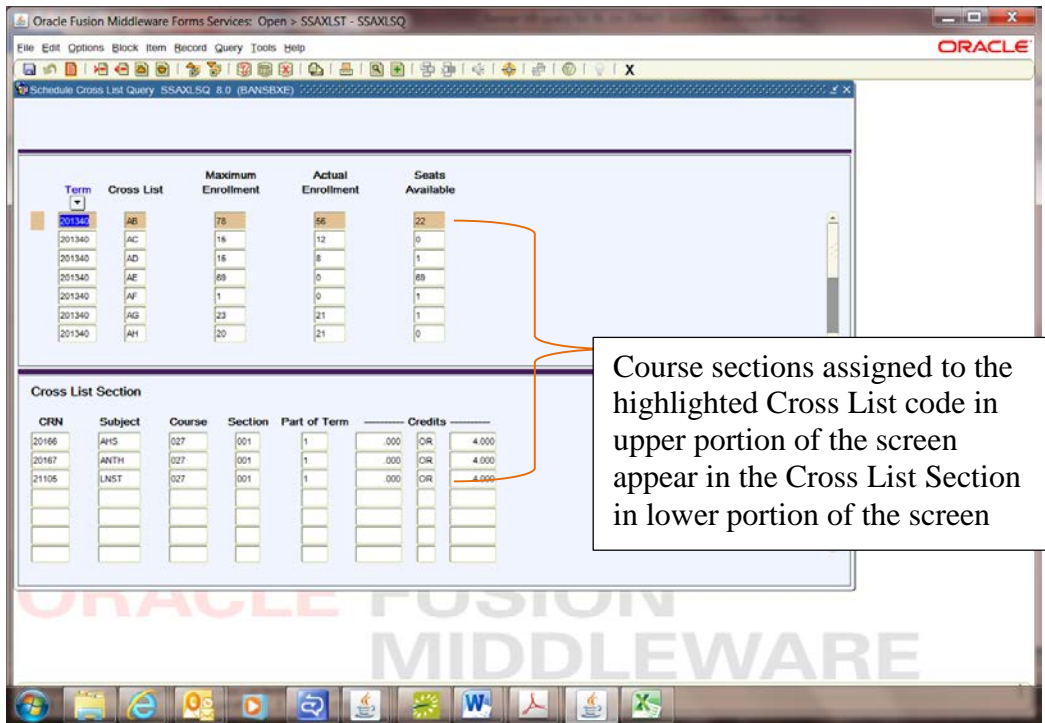 Oracle Fusion Middleware Forms Services: Open > SSAXLST - SSAXLSQ
File Edit Options Block Item Record Query Tools Help
ORACLE
X
Schedule Cross List Query SSAXLSQ 8.0 (BANSBXE)
Term Cross List Maximum Enrollment Actual Enrollment Seats Available
201340 AB 78 56 22
201340 AC 16 12 0
201340 AD 16 8 1
201340 AE 69 0 69
201340 AF 1 0 1
201340 AG 23 21 1
201340 AH 20 21 0
Cross List Section
CRN Subject Course Section Part of Term ---------- Credits ----------
20166 AHS 027 001 1 .000 OR 4.000
20167 ANTH 027 001 1 .000 OR 4.000
21105 LNST 027 001 1 .000 OR 4.000
Course sections assigned to the
highlighted Cross List code in
upper portion of the screen
appear in the Cross List Section
in lower portion of the screen
ORACLE FUSION
MIDDLEWARE